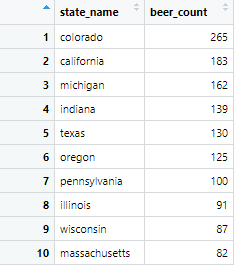 state_name beer_count
1 colorado 265
2 california 183
3 michigan 162
4 indiana 139
5 texas 130
6 oregon 125
7 pennsylvania 100
8 illinois 91
9 wisconsin 87
10 massachusetts 82